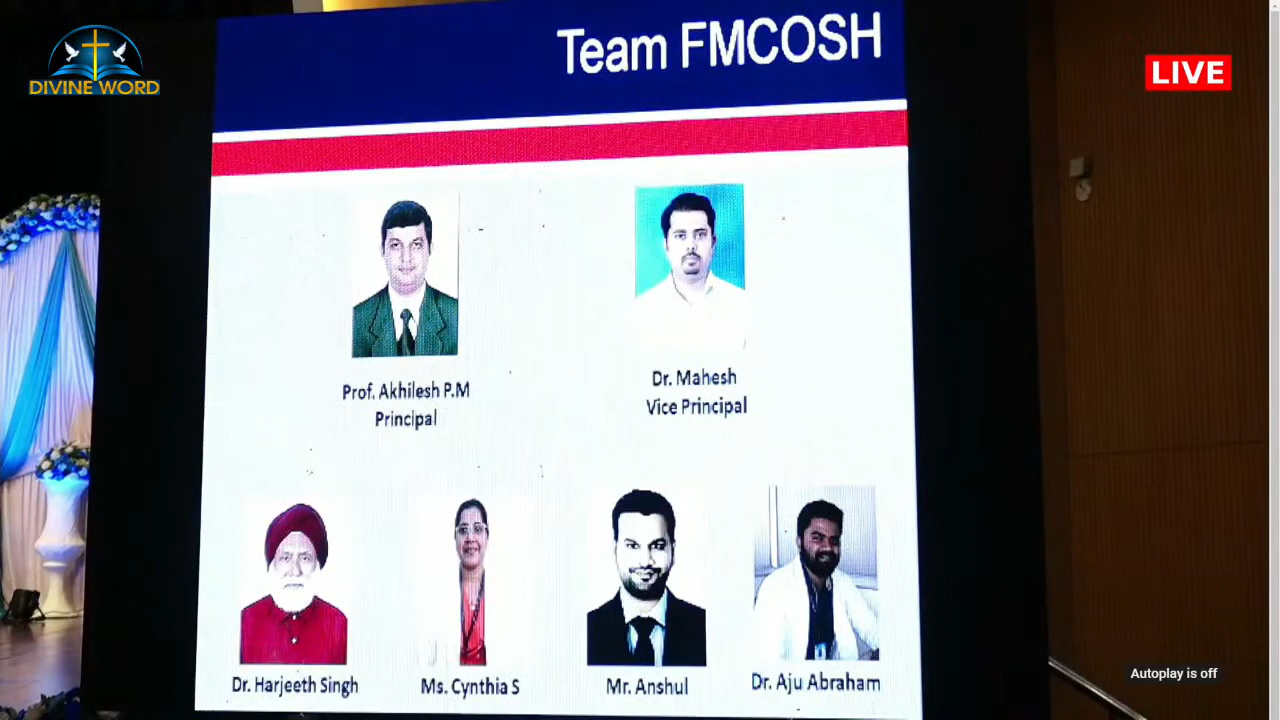 DIVINE WORD
LIVE
Team FMCOSH
Prof. Akhilesh P.M
Principal
Dr. Mahesh
Vice Principal
Dr. Harjeeth Singh
Ms. Cynthia S
Mr. Anshul
Dr. Aju Abraham
Autoplay is off